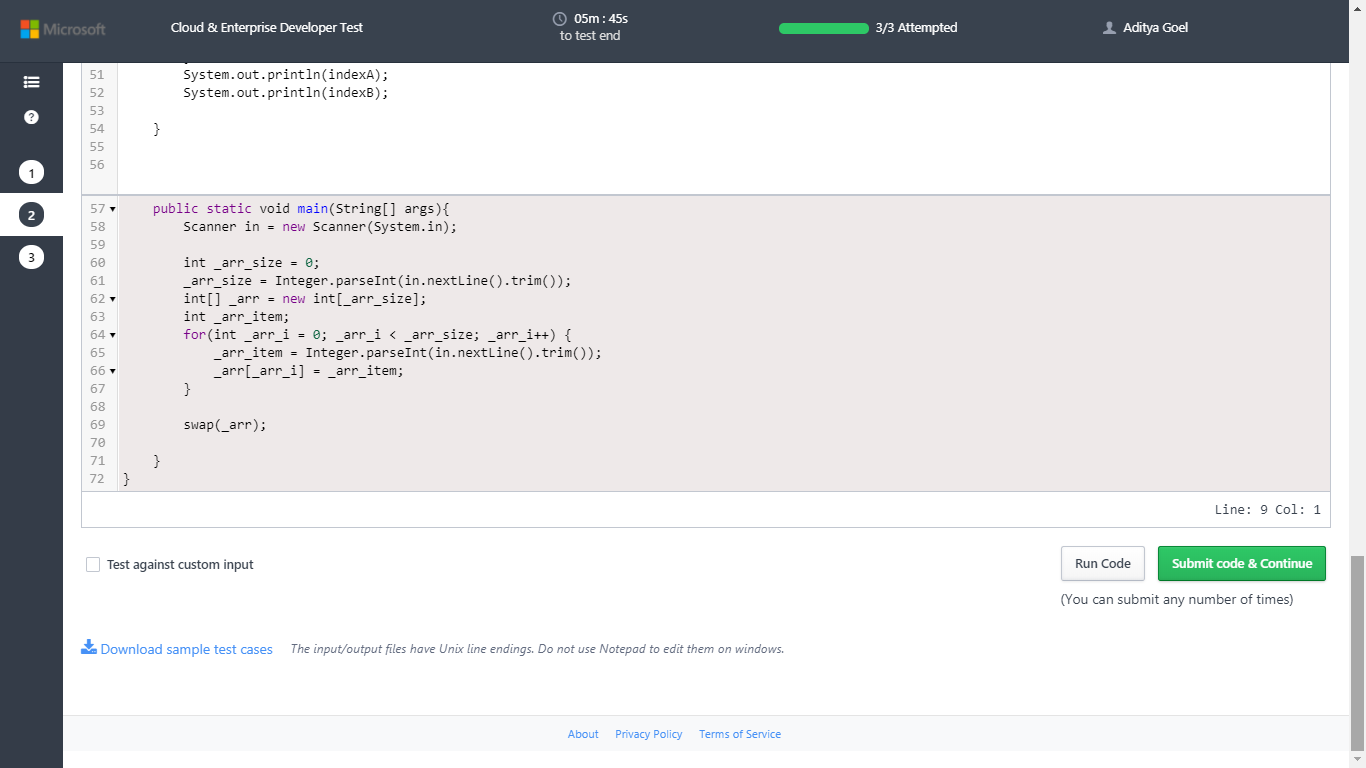 Microsoft
Cloud & Enterprise Developer Test
05m : 45s
to test end
3/3 Attempted
Aditya Goel
?
1
2
3
51 System.out.println(indexA);
52 System.out.println(indexB);
53
54 }
55
56
57 public static void main(String[] args){
58 Scanner in = new Scanner(System.in);
59
60 int _arr_size = 0;
61 _arr_size = Integer.parseInt(in.nextLine().trim());
62 int[] _arr = new int[_arr_size];
63 int _arr_item;
64 for(int _arr_i = 0; _arr_i < _arr_size; _arr_i++) {
65 _arr_item = Integer.parseInt(in.nextLine().trim());
66 _arr[_arr_i] = _arr_item;
67 }
68
69 swap(_arr);
70
71 }
72 }
Line: 9 Col: 1
Test against custom input
Run Code
Submit code & Continue
(You can submit any number of times)
Download sample test cases
The input/output files have Unix line endings. Do not use Notepad to edit them on windows.
About Privacy Policy Terms of Service